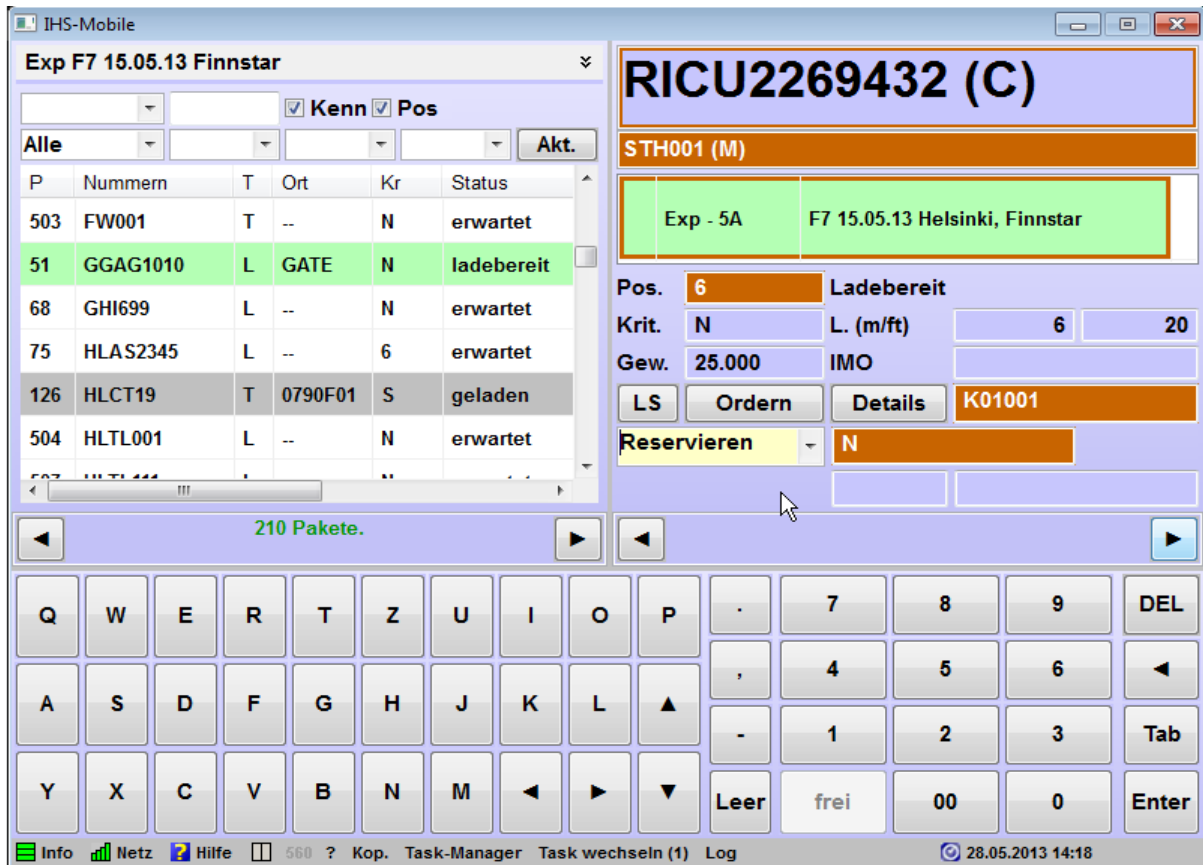 IHS-Mobile
Exp F7 15.05.13 Finnstar
Kenn Pos
Alle Akt.
P Nummern T Ort Kr Status
503 FW001 T -- N erwartet
51 GGAG1010 L GATE N ladebereit
68 GHI699 L -- N erwartet
75 HLAS2345 L -- 6 erwartet
126 HLCT19 T 0790F01 S geladen
504 HLTL001 L -- N erwartet
210 Pakete.
RICU2269432 (C)
STH001 (M)
Exp - 5A F7 15.05.13 Helsinki, Finnstar
Pos. 6 Ladebereit
Krit. N L. (m/ft) 6 20
Gew. 25.000 IMO
LS Ordern Details K01001
Reservieren N
Q W E R T Z U I O P . 7 8 9 DEL
A S D F G H J K L , 4 5 6
- 1 2 3 Tab
Y X C V B N M Leer frei 00 0 Enter
Info Netz ? Hilfe 560 ? Kop. Task-Manager Task wechseln (1) Log 28.05.2013 14:18